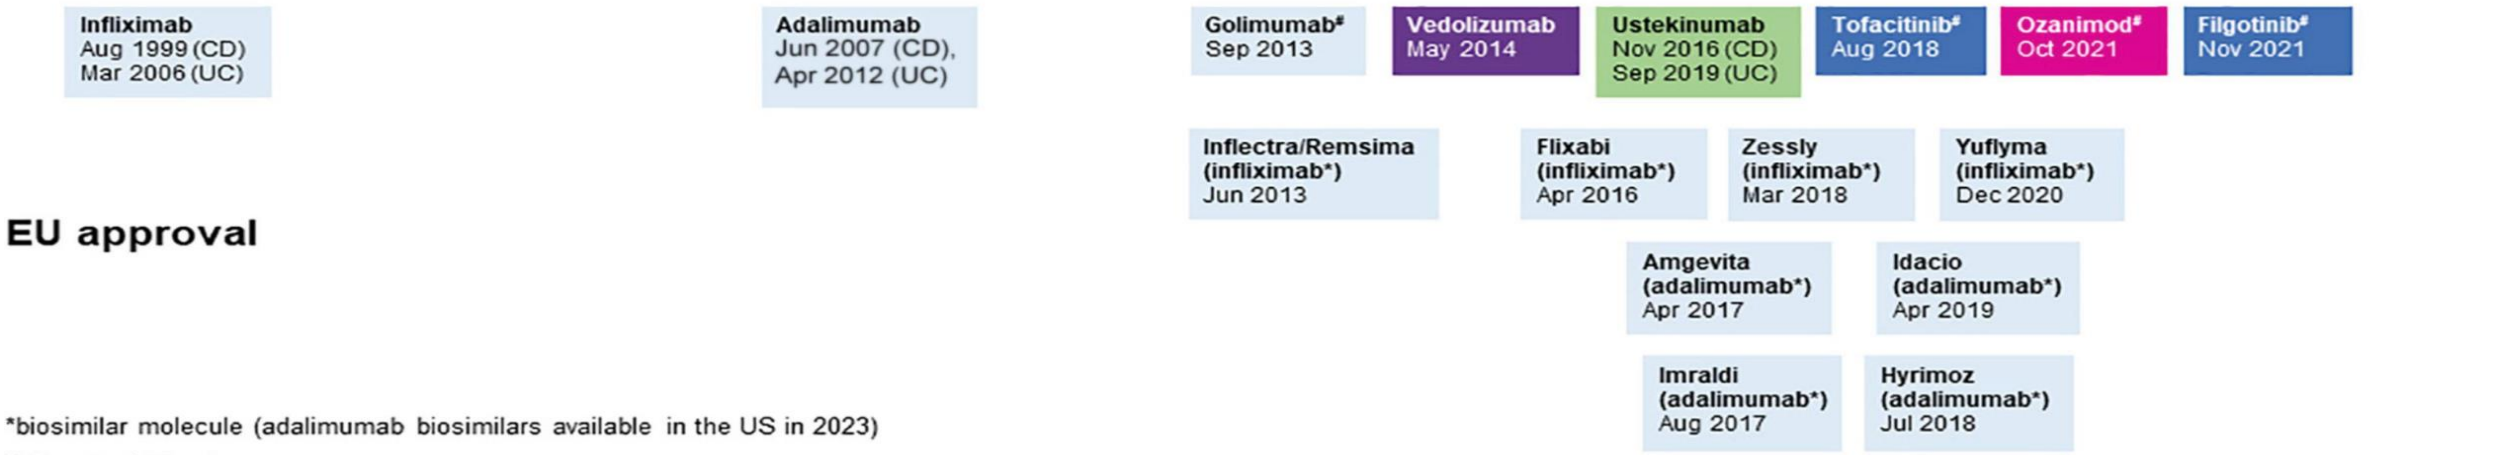 Infliximab
Aug 1999 (CD)
Mar 2006 (UC)
Adalimumab
Jun 2007 (CD),
Apr 2012 (UC)
Golimumab#
Sep 2013
Vedolizumab
May 2014
Ustekinumab
Nov 2016 (CD)
Sep 2019 (UC)
Tofacitinib#
Aug 2018
Ozanimod#
Oct 2021
Filgotinib#
Nov 2021
Inflectra/Remsima
(infliximab*)
Jun 2013
Flixabi
(infliximab*)
Apr 2016
Zessly
(infliximab*)
Mar 2018
Yuflyma
(infliximab*)
Dec 2020
EU approval
Amgevita
(adalimumab*)
Apr 2017
Idacio
(adalimumab*)
Apr 2019
Imraldi
(adalimumab*)
Aug 2017
Hyrimoz
(adalimumab*)
Jul 2018
*biosimilar molecule (adalimumab biosimilars available in the US in 2023)